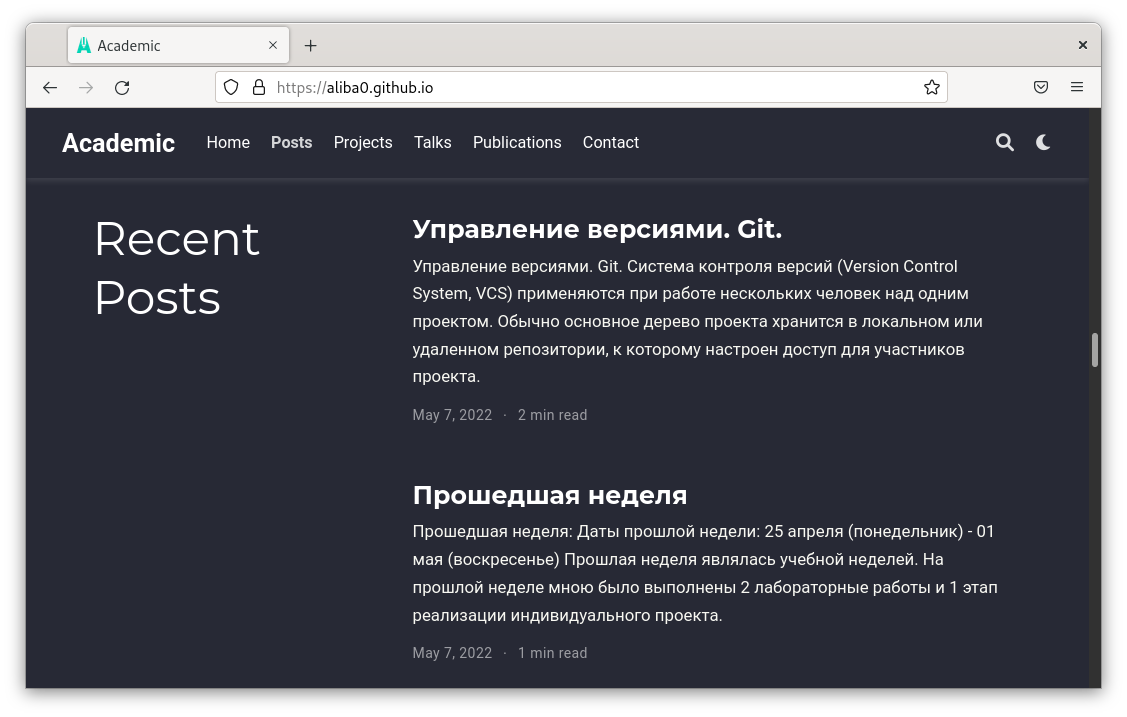 Academic
https://aliba0.github.io
Academic Home Posts Projects Talks Publications Contact
Recent
Posts
Управление версиями. Git.
Управление версиями. Git. Система контроля версий (Version Control
System, VCS) применяются при работе нескольких человек над одним
проектом. Обычно основное дерево проекта хранится в локальном или
удаленном репозитории, к которому настроен доступ для участников
проекта.
May 7, 2022 · 2 min read
Прошедшая неделя
Прошедшая неделя: Даты прошлой недели: 25 апреля (понедельник) - 01
мая (воскресенье) Прошлая неделя являлась учебной неделей. На
прошлой неделе мною было выполнены 2 лабораторные работы и 1 этап
реализации индивидуального проекта.
May 7, 2022 · 1 min read